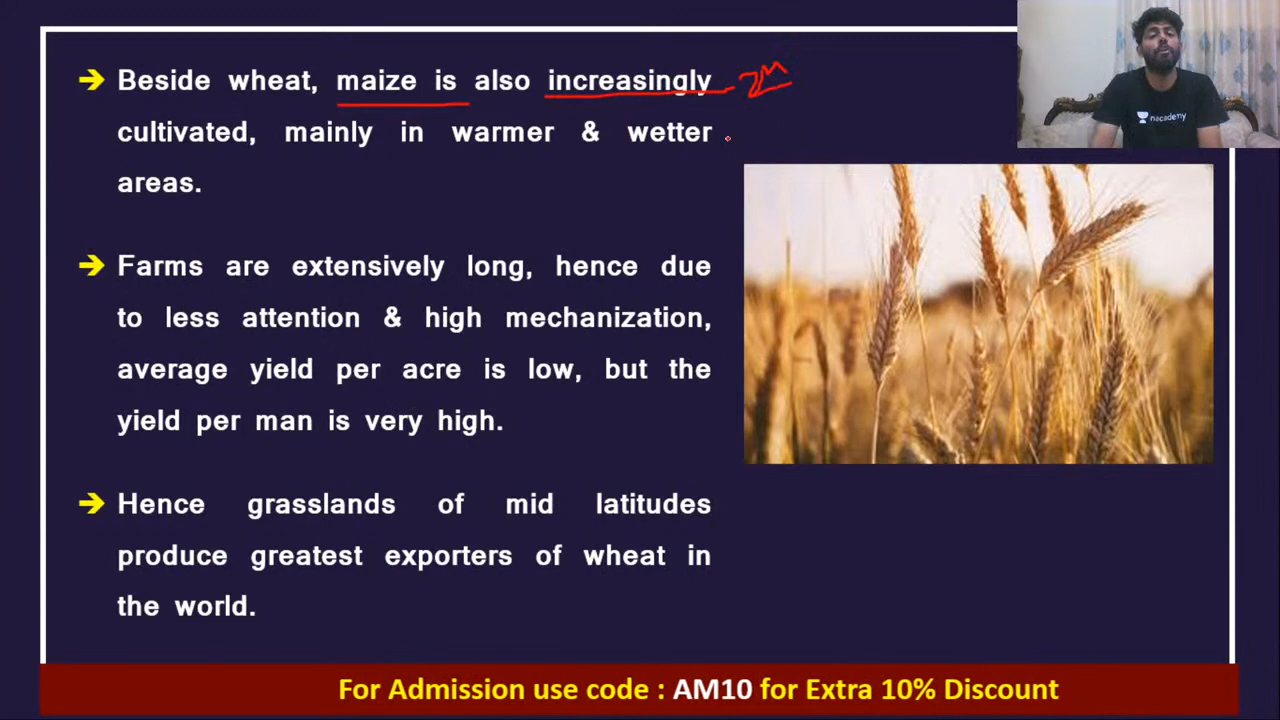 ➔ Beside wheat, maize is also increasingly
cultivated, mainly in warmer & wetter
areas.
➔ Farms are extensively long, hence due
to less attention & high mechanization,
average yield per acre is low, but the
yield per man is very high.
➔ Hence grasslands of mid latitudes
produce greatest exporters of wheat in
the world.
For Admission use code : AM10 for Extra 10% Discount